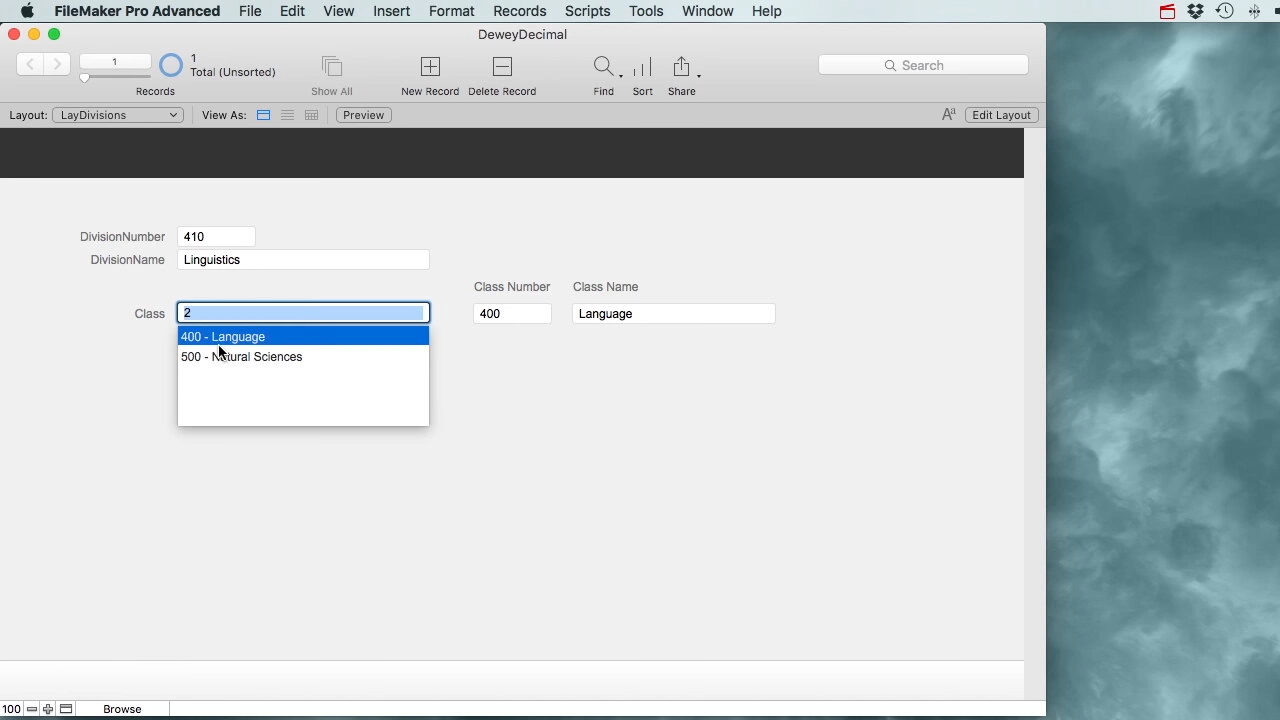 FileMaker Pro Advanced File Edit View Insert Format Records Scripts Tools Window Help
DeweyDecimal
1 1 Total (Unsorted)
Search
Records Show All New Record Delete Record Find Sort Share
Layout: LayDivisions View As: Preview Aa Edit Layout
DivisionNumber 410
DivisionName Linguistics
Class Number Class Name
Class 2 400 Language
400 - Language
500 - Natural Sciences
100 Browse